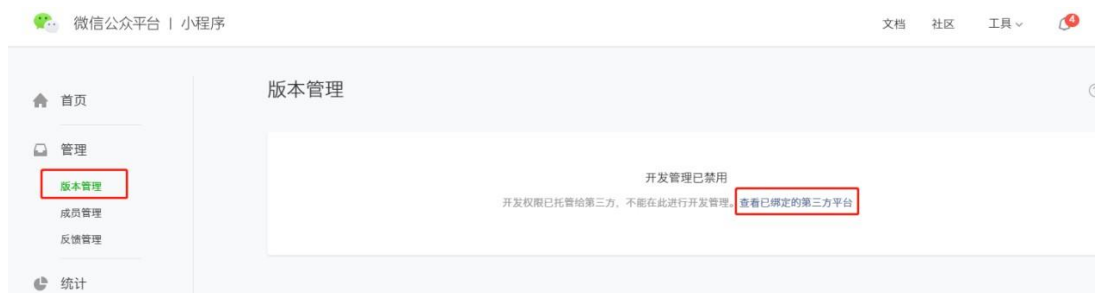 微信公众平台 | 小程序
文档 社区 工具 4
首页
管理
版本管理
成员管理
反馈管理
统计
版本管理
开发管理已禁用
开发权限已托管给第三方，不能在此进行开发管理。查看已绑定的第三方平台